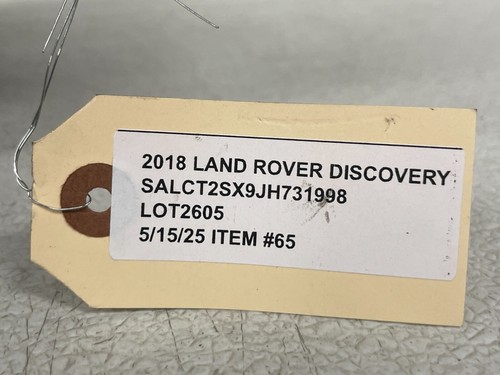 2018 LAND ROVER DISCOVERY
SALCT2SX9JH731998
LOT2605
5/15/25 ITEM #65